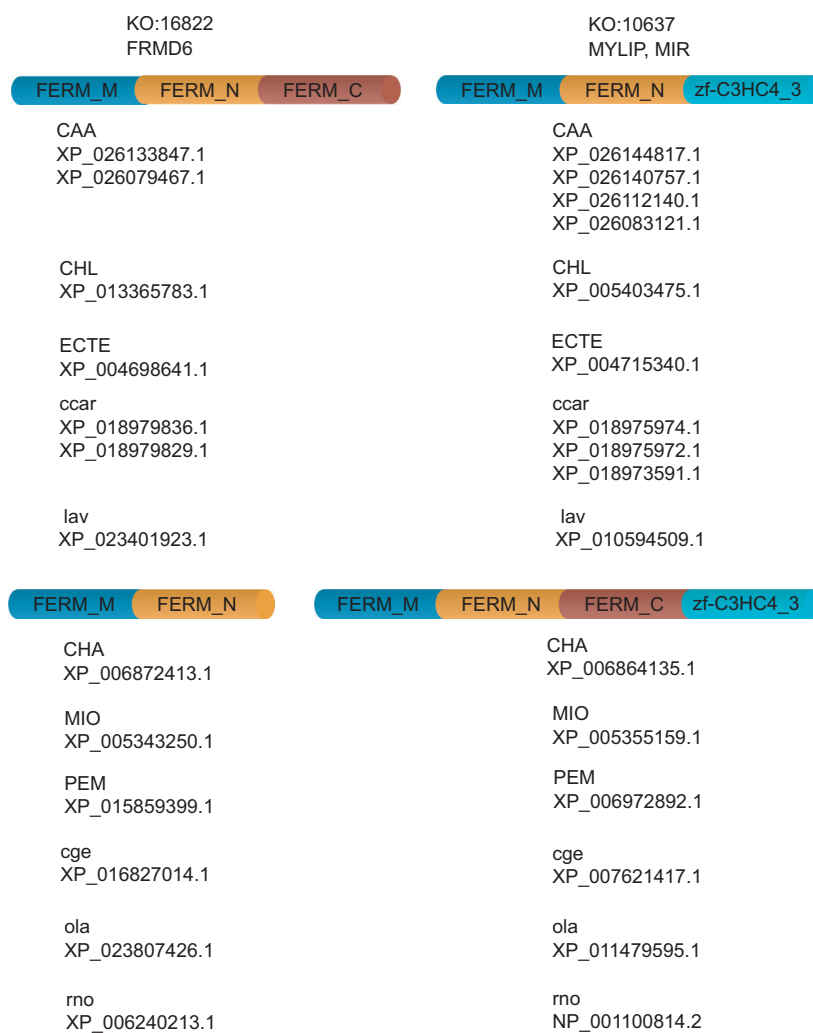 KO:16822
FRMD6
FERM_M FERM_N FERM_C
CAA
XP_026133847.1
XP_026079467.1
CHL
XP_013365783.1
ECTE
XP_004698641.1
ccar
XP_018979836.1
XP_018979829.1
lav
XP_023401923.1
KO:10637
MYLIP, MIR
FERM_M FERM_N zf-C3HC4_3
CAA
XP_026144817.1
XP_026140757.1
XP_026112140.1
XP_026083121.1
CHL
XP_005403475.1
ECTE
XP_004715340.1
ccar
XP_018975974.1
XP_018975972.1
XP_018973591.1
lav
XP_010594509.1
FERM_M FERM_N
CHA
XP_006872413.1
MIO
XP_005343250.1
PEM
XP_015859399.1
cge
XP_016827014.1
ola
XP_023807426.1
rno
XP_006240213.1
FERM_M FERM_N FERM_C zf-C3HC4_3
CHA
XP_006864135.1
MIO
XP_005355159.1
PEM
XP_006972892.1
cge
XP_007621417.1
ola
XP_011479595.1
rno
NP_001100814.2